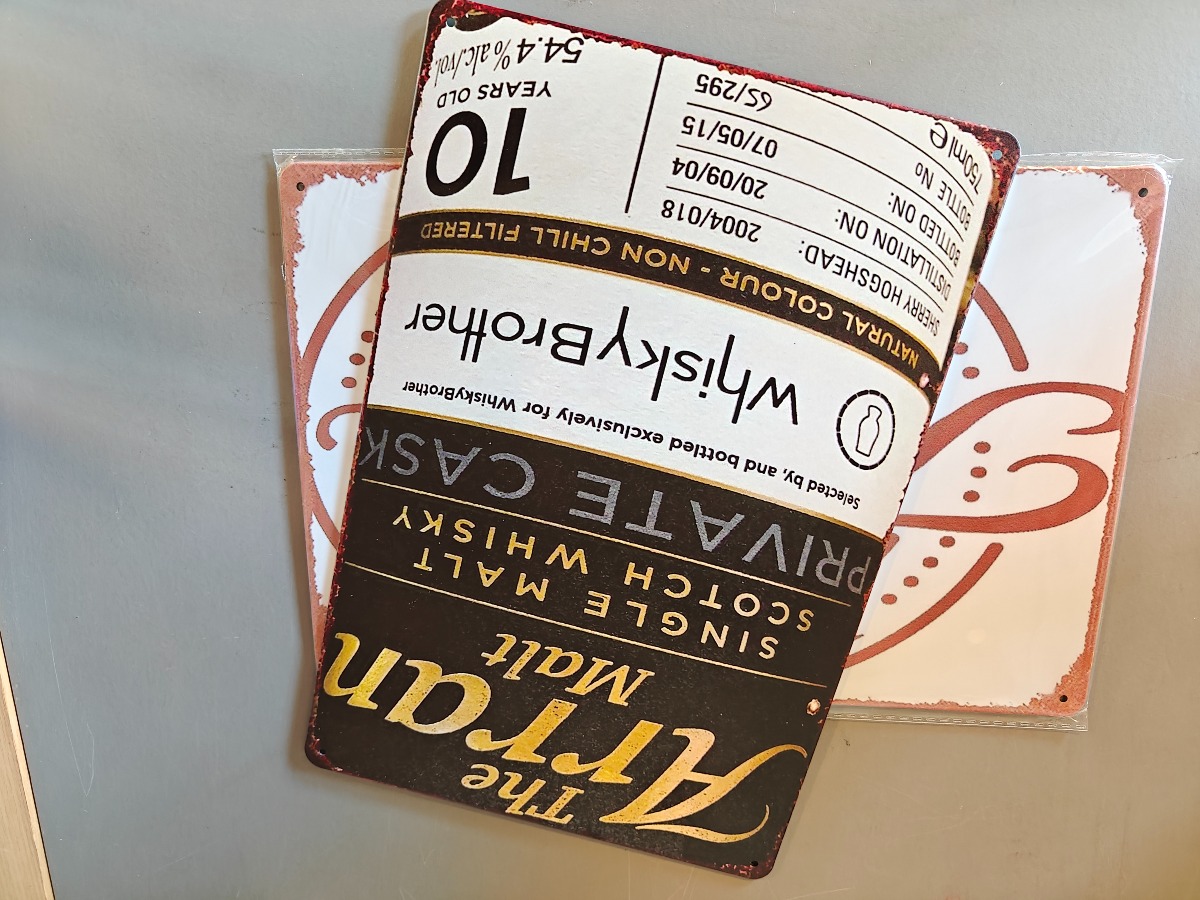 The
Arran
Malt
SINGLE MALT
SCOTCH WHISKY
PRIVATE CASK
Selected by, and bottled exclusively for WhiskyBrother
whiskyBrother
NATURAL COLOUR - NON CHILL FILTERED
SHERRY HOGSHEAD: 2004/018
DISTILLATION ON: 20/09/04
BOTTLED ON: 07/05/15
BOTTLE No 65/295
750ml e
10
YEARS OLD
54.4% alc./vol.